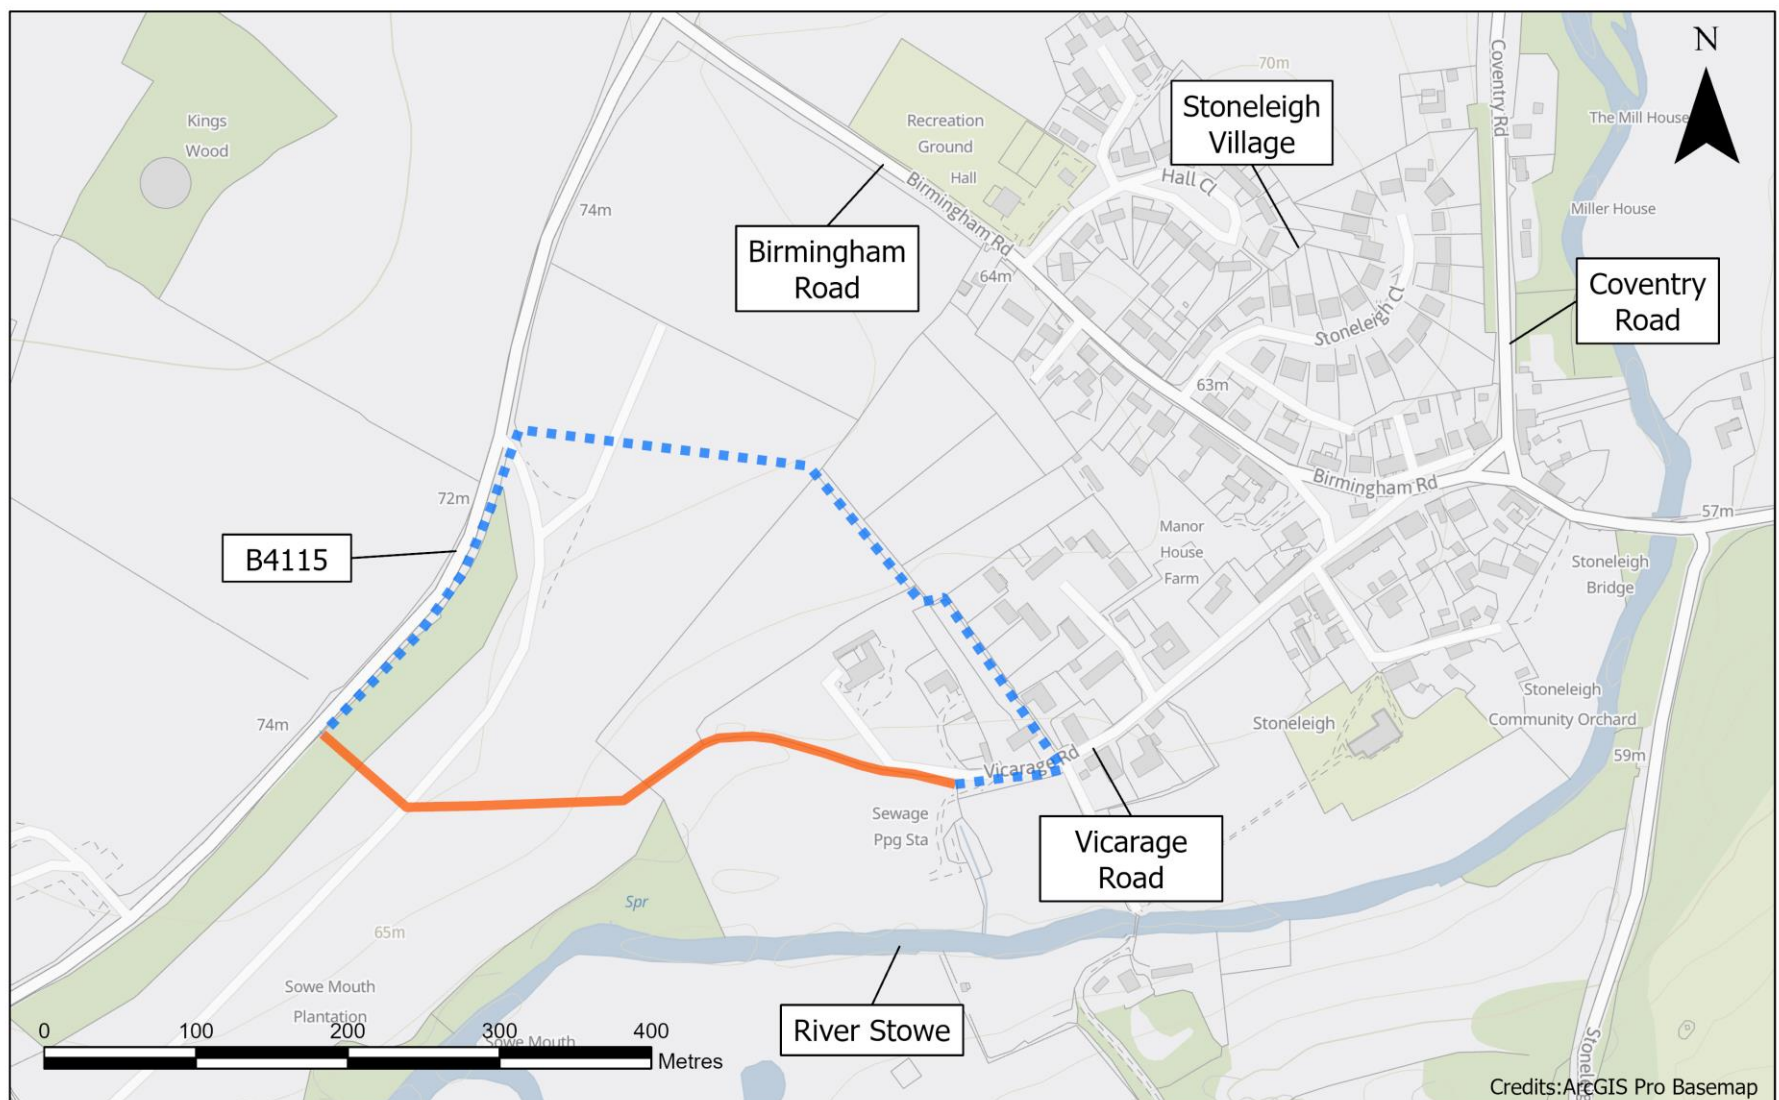 N
Coventry Rd
70m
Stoneleigh
Village
The Mill House
Kings
Wood
Recreation
Ground
Hall
Hall Cl
Birmingham Rd
74m
Miller House
Birmingham
Road
64m
Coventry
Road
Stoneleigh Cl
63m
72m
Birmingham Rd
57m
B4115
Manor
House
Farm
Stoneleigh
Bridge
Stoneleigh
Community Orchard
74m
Stoneleigh
59m
Vicarage Rd
Sewage
Ppg Sta
Vicarage
Road
Spr
65m
Sowe Mouth
Plantation
River Stowe
0 100 200 300 400
Sowe Mouth
Metres
Credits:ArcGIS Pro Basemap